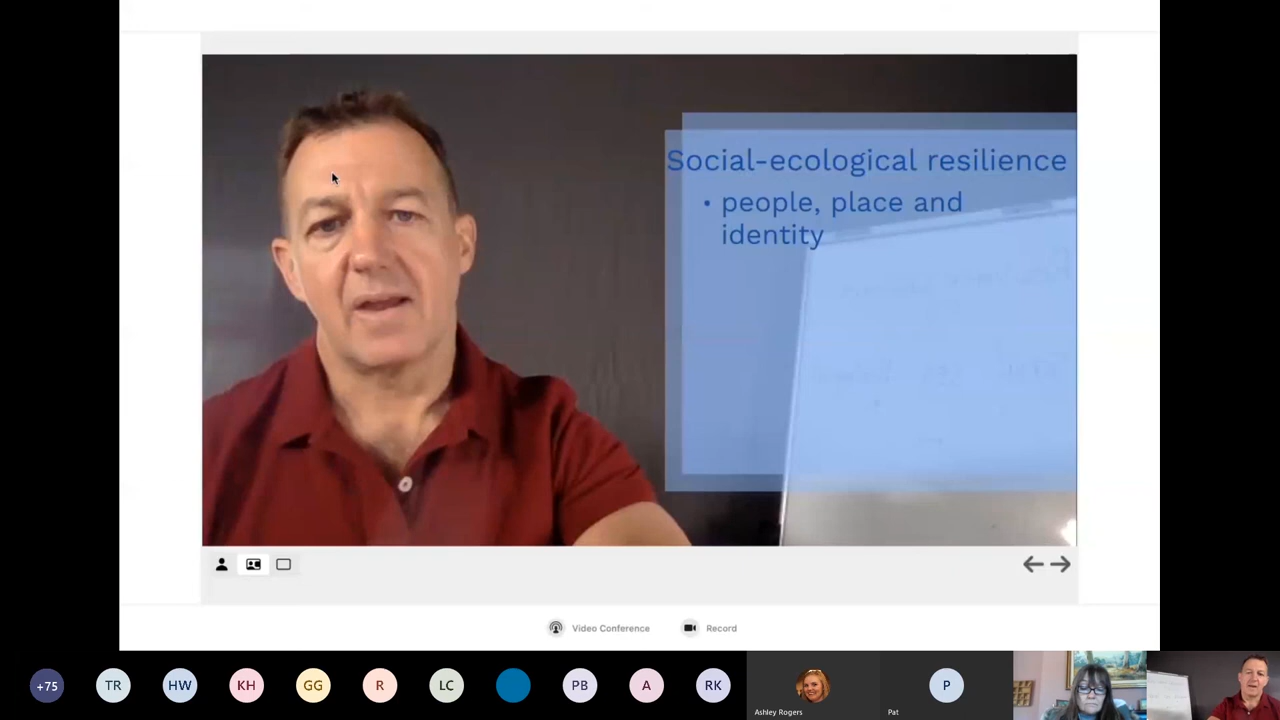 Social-ecological resilience
• people, place and
identity
Video Conference
Record
+75
TR
HW
KH
GG
R
LC
PB
A
RK
Ashley Rogers
P
Pat